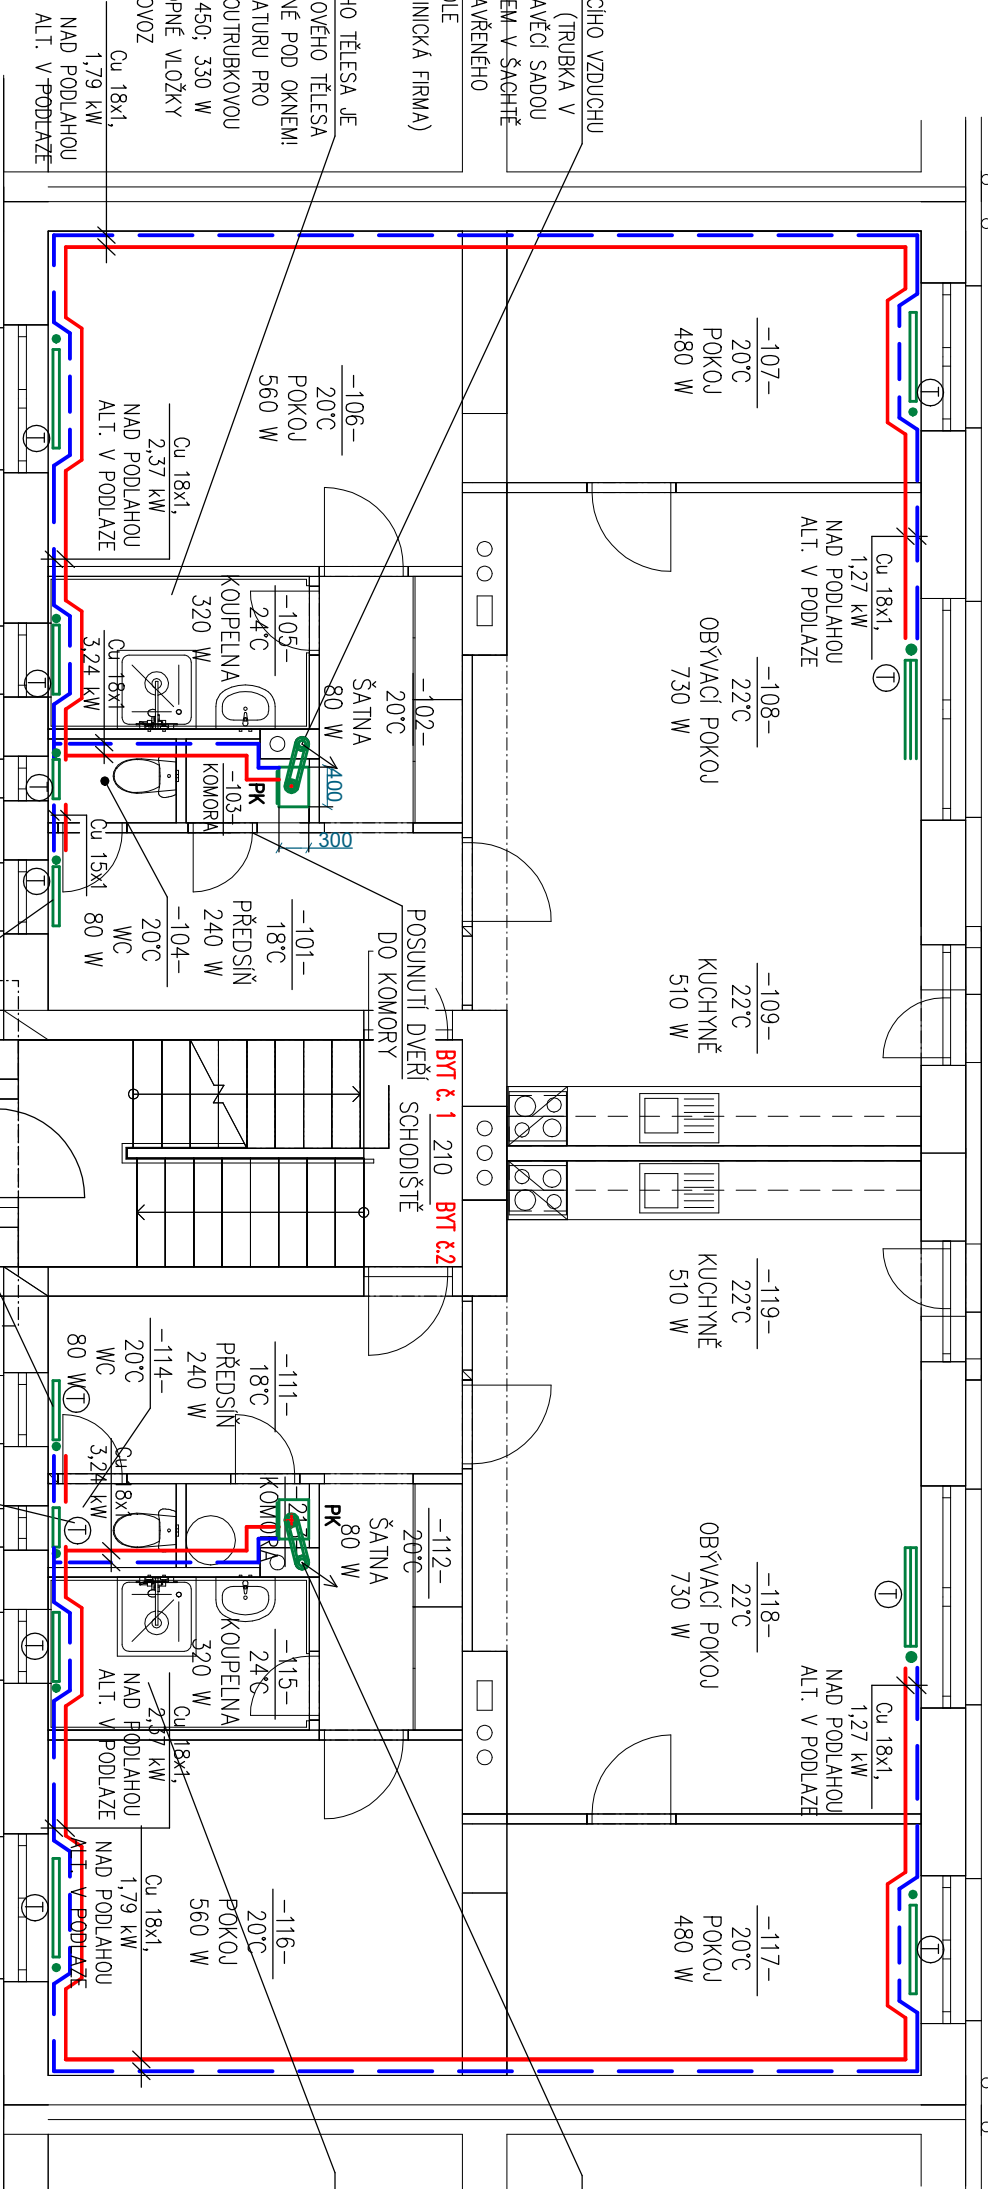 CÍHO VZDUCHU
(TRUBKA V
AVĚCÍ SADOU
EM V ŠACHTĚ
AVŘENÉHO
DLE
INICKÁ FIRMA)
HO TĚLESA JE
OVÉHO TĚLESA
NÉ POD OKNEM!
ATURU PRO
OUTRUBKOVOU
450; 330 W
OPNÉ VLOŽKY
OVOZ
Cu 18x1,
1,79 kW
NAD PODLAHOU
ALT. V PODLAZE
-107-
20°C
POKOJ
480 W
-106-
20°C
POKOJ
560 W
Cu 18x1,
2,37 kW
NAD PODLAHOU
ALT. V PODLAZE
Cu 18x1,
1,27 kW
NAD PODLAHOU
ALT. V PODLAZE
-108-
22°C
OBÝVACÍ POKOJ
730 W
-105-
24°C
KOUPELNA
320 W
-102-
20°C
ŠATNA
80 W
Cu 18x1
3,24 kW
-103-
KOMORA
PK
400
300
Cu 15x1
-101-
18°C
PŘEDSÍŇ
240 W
-104-
20°C
WC
80 W
-109-
22°C
KUCHYNĚ
510 W
POSUNUTÍ DVEŘÍ
DO KOMORY
BYT č. 1
210
SCHODIŠTĚ
BYT č.2
-119-
22°C
KUCHYNĚ
510 W
-111-
18°C
PŘEDSÍŇ
240 W
-114-
20°C
WC
80 W
Cu 18x1
3,24 kW
-217-
KOMORA
PK
-112-
20°C
ŠATNA
80 W
-118-
22°C
OBÝVACÍ POKOJ
730 W
-115-
24°C
KOUPELNA
320 W
Cu 18x1,
2,37 kW
NAD PODLAHOU
ALT. V PODLAZE
Cu 18x1,
1,27 kW
NAD PODLAHOU
ALT. V PODLAZE
Cu 18x1,
1,79 kW
NAD PODLAHOU
ALT. V PODLAZE
-116-
20°C
POKOJ
560 W
-117-
20°C
POKOJ
480 W
T
T
T
T
T
T
T
T
T
T
T
T